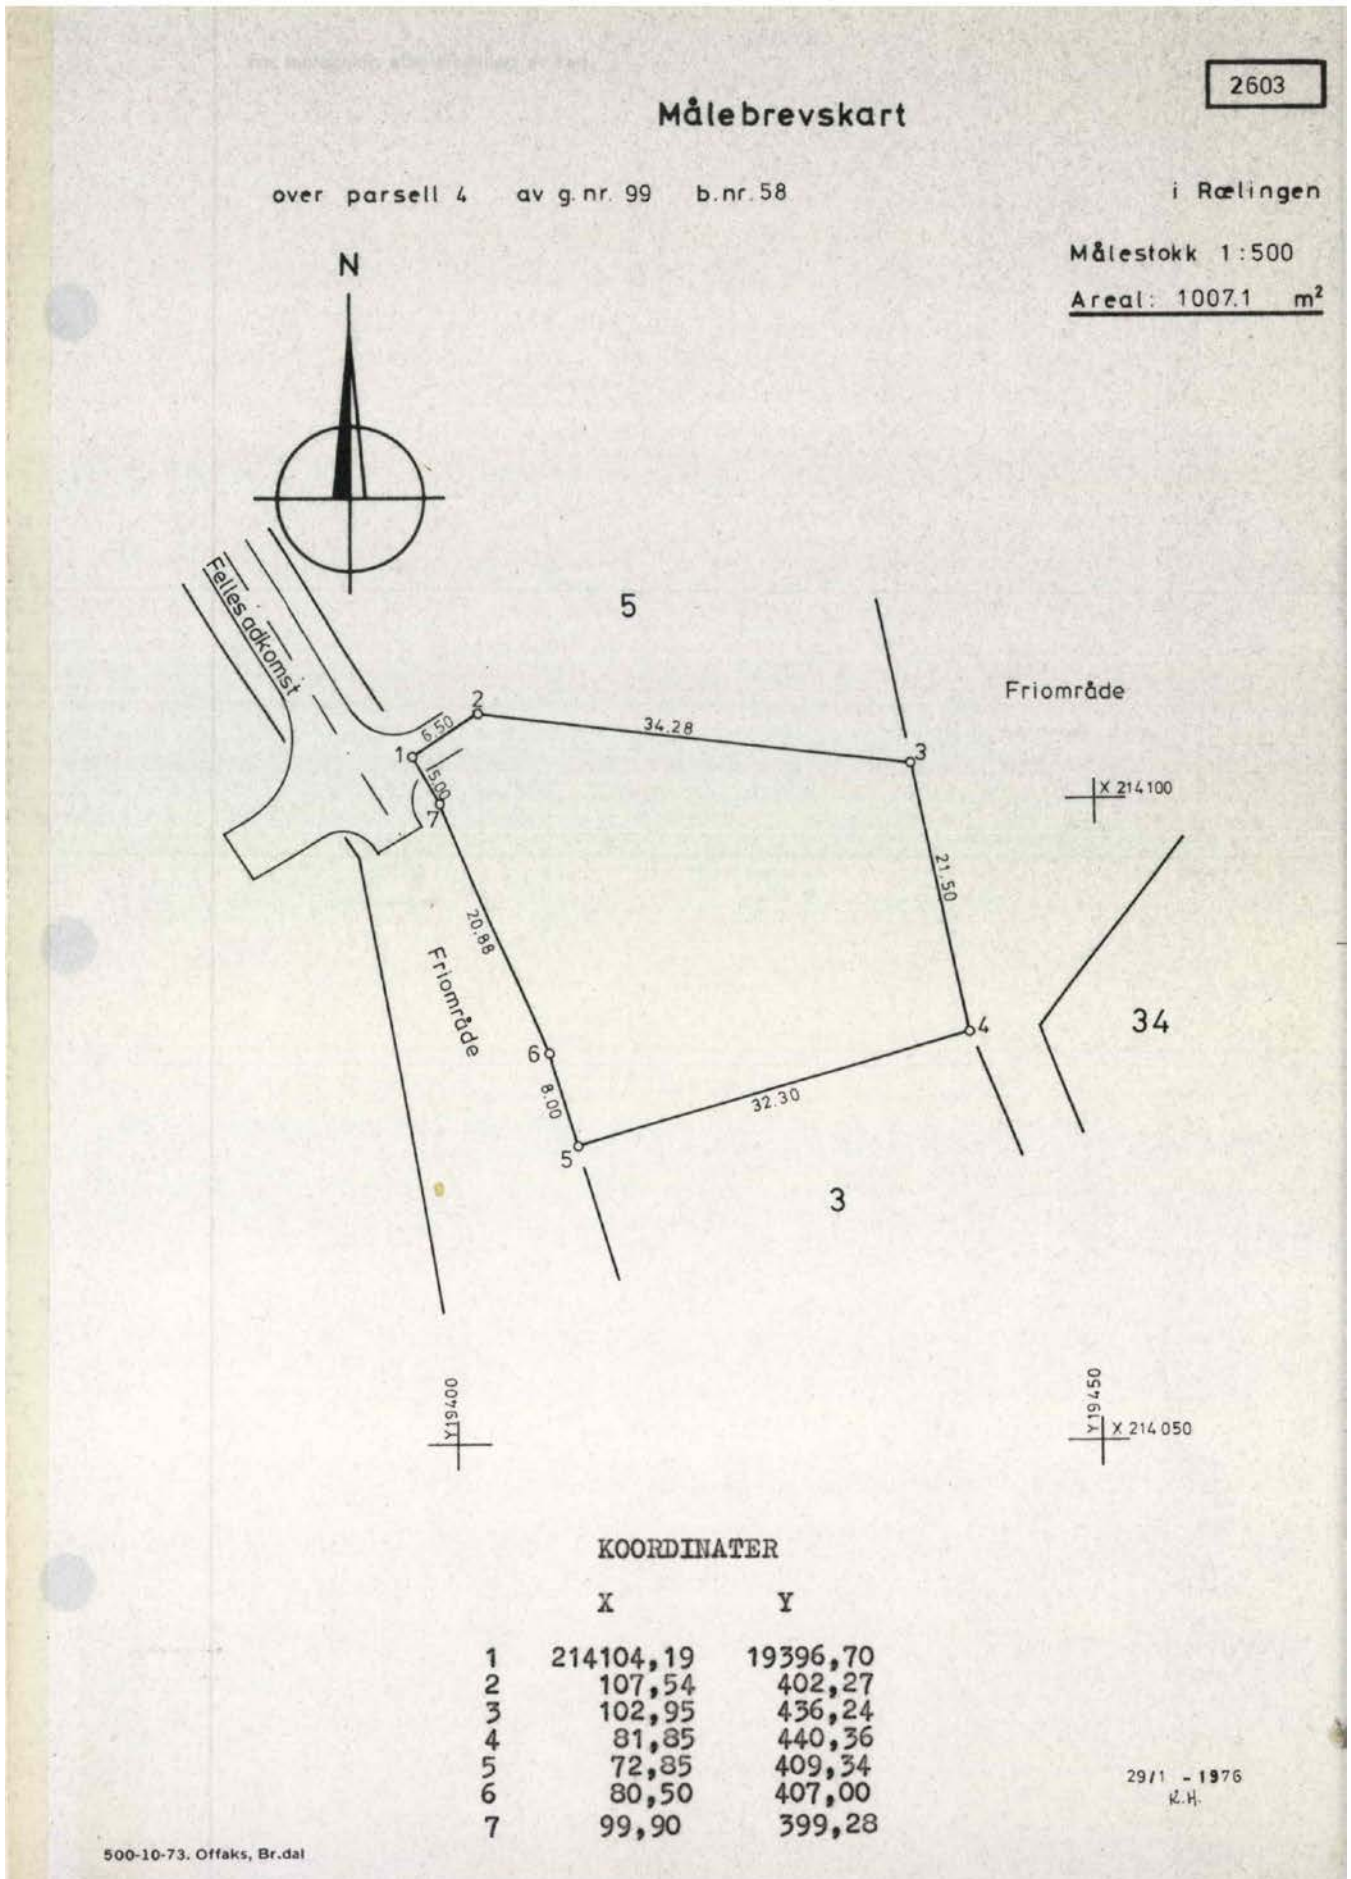 2603
Målebrevskart
over parsell 4 av g.nr. 99 b.nr. 58
i Rælingen
Målestokk 1:500
Areal: 1007.1 m²
N
Felles adkomst
5
Friområde
2
6.50
34.28
3
1
5.00
X 214100
7
21.50
20.88
Friområde
4
34
6
8.00
32.30
5
3
Y19400
Y19450
X 214050
KOORDINATER
X Y
1 214104,19 19396,70
2 107,54 402,27
3 102,95 436,24
4 81,85 440,36
5 72,85 409,34
6 80,50 407,00
7 99,90 399,28
29/1 - 1976
R.H.
500-10-73. Offaks, Br.dal